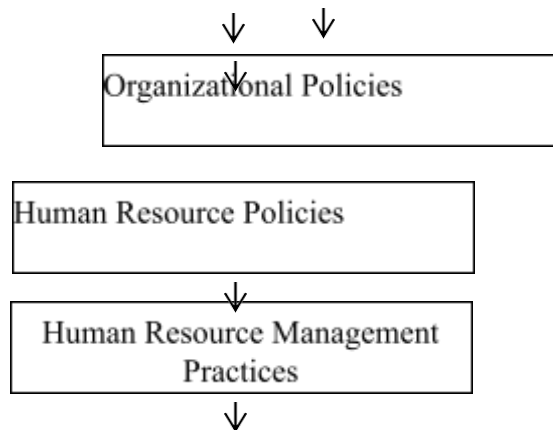 Organizational Policies
Human Resource Policies
Human Resource Management
Practices